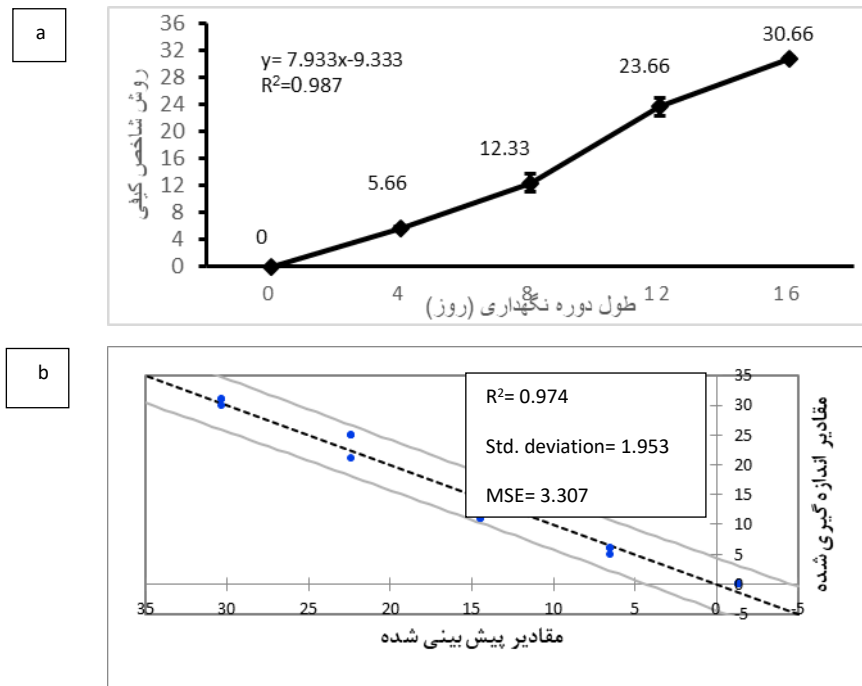 a
36
32
28
24
20
16
12
8
4
0
روش شاخص کیفی
y= 7.933x-9.333
R²=0.987
0
5.66
12.33
23.66
30.66
0 4 8 12 16
طول دوره نگهداری (روز)
b
R²= 0.974
Std. deviation= 1.953
MSE= 3.307
35
30
25
20
15
10
5
0
-5
مقادیر اندازه گیری شده
35 30 25 20 15 10 5 0 -5
مقادیر پیش بینی شده